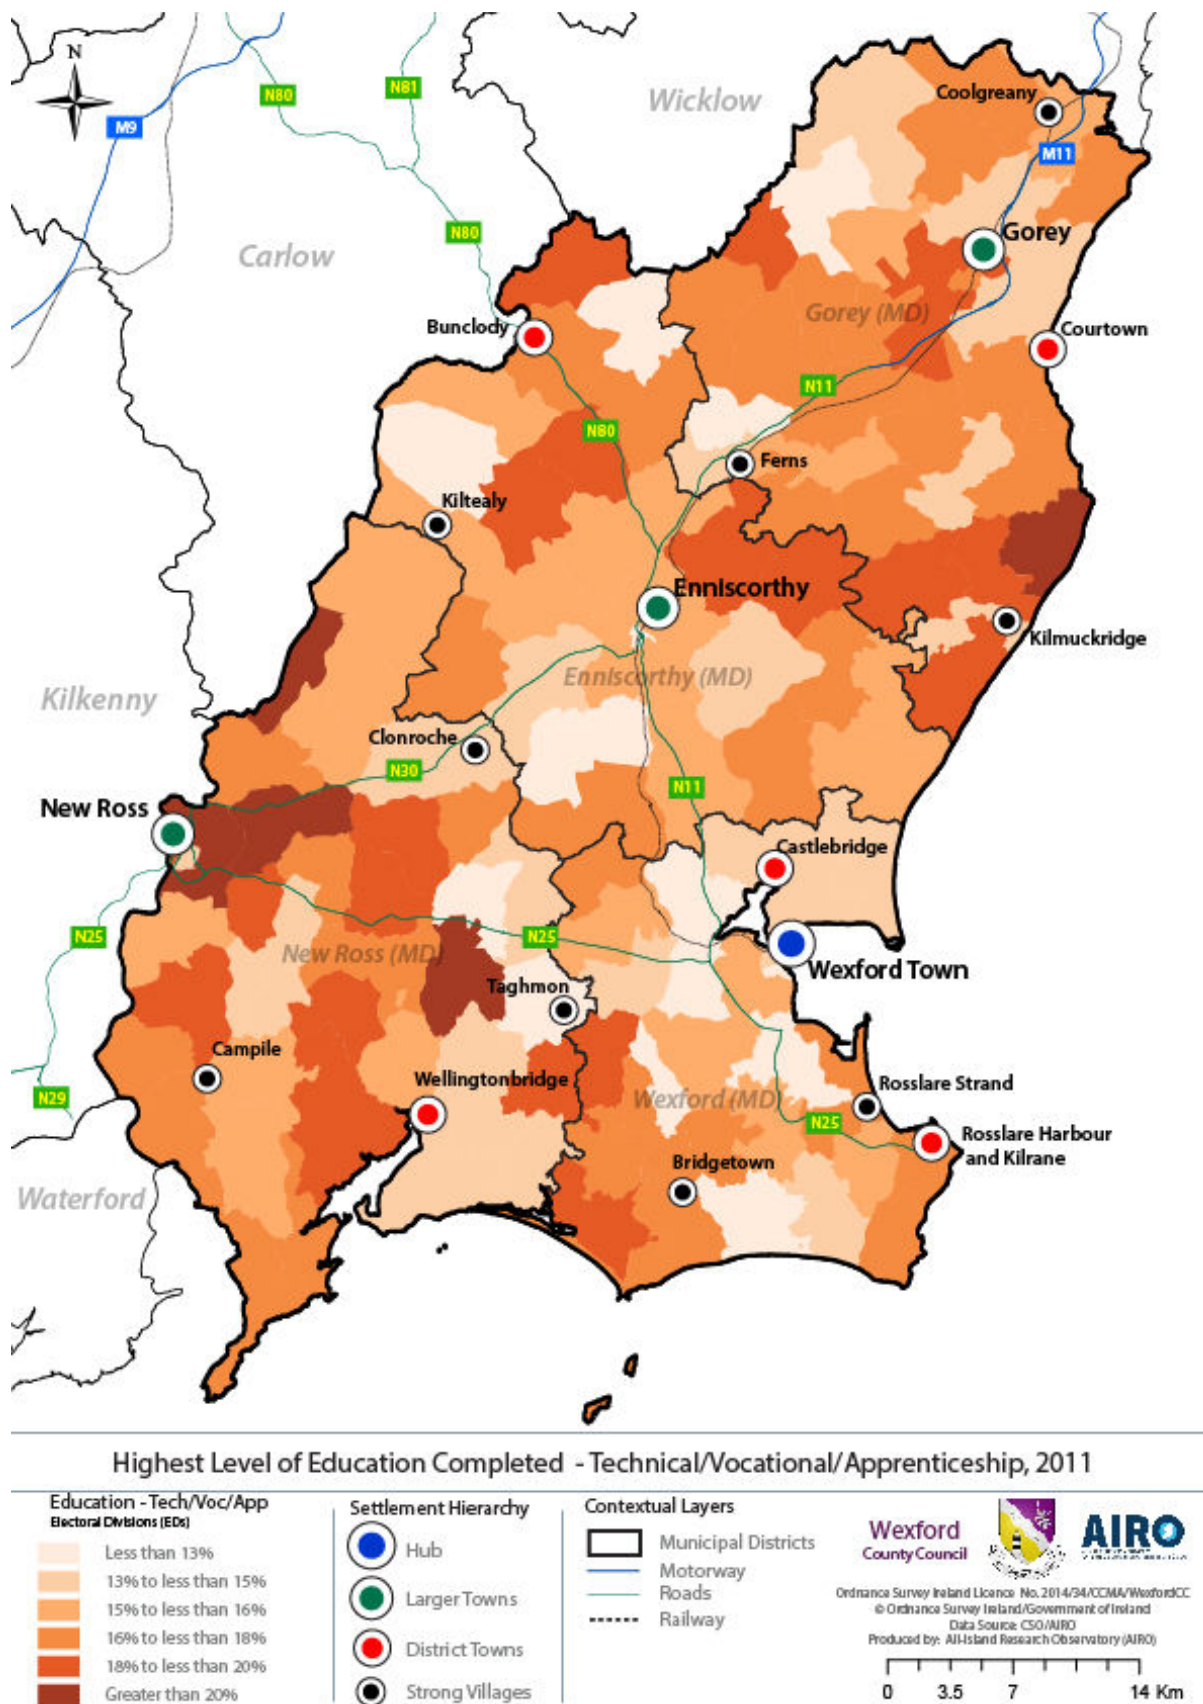 N
Wicklow
Coolgreany
N80
N81
M9
M11
N80
Carlow
Gorey
Gorey (MD)
Bunclody
Courtown
N11
N80
Ferns
Kiltealy
Enniscorthy
Kilmuckridge
Enniscorthy (MD)
Kilkenny
Clonroche
N30
N11
New Ross
Castlebridge
N25
N25
New Ross (MD)
Wexford Town
Taghmon
Campile
Wellingtonbridge
Rosslare Strand
N29
Wexford (MD)
N25
Rosslare Harbour
and Kilrane
Bridgetown
Waterford
Highest Level of Education Completed - Technical/Vocational/Apprenticeship, 2011
Education - Tech/Voc/App
Electoral Divisions (EDs)
Less than 13%
13% to less than 15%
15% to less than 16%
16% to less than 18%
18% to less than 20%
Greater than 20%
Settlement Hierarchy
Hub
Larger Towns
District Towns
Strong Villages
Contextual Layers
Municipal Districts
Motorway
Roads
Railway
Wexford
County Council
AIRO
Ordnance Survey Ireland Licence No. 2014/34/CCMA/WexfordCC
© Ordnance Survey Ireland/Government of Ireland
Data Source: CSO/AIRO
Produced by: All-Island Research Observatory (AIRO)
0 3.5 7 14 Km